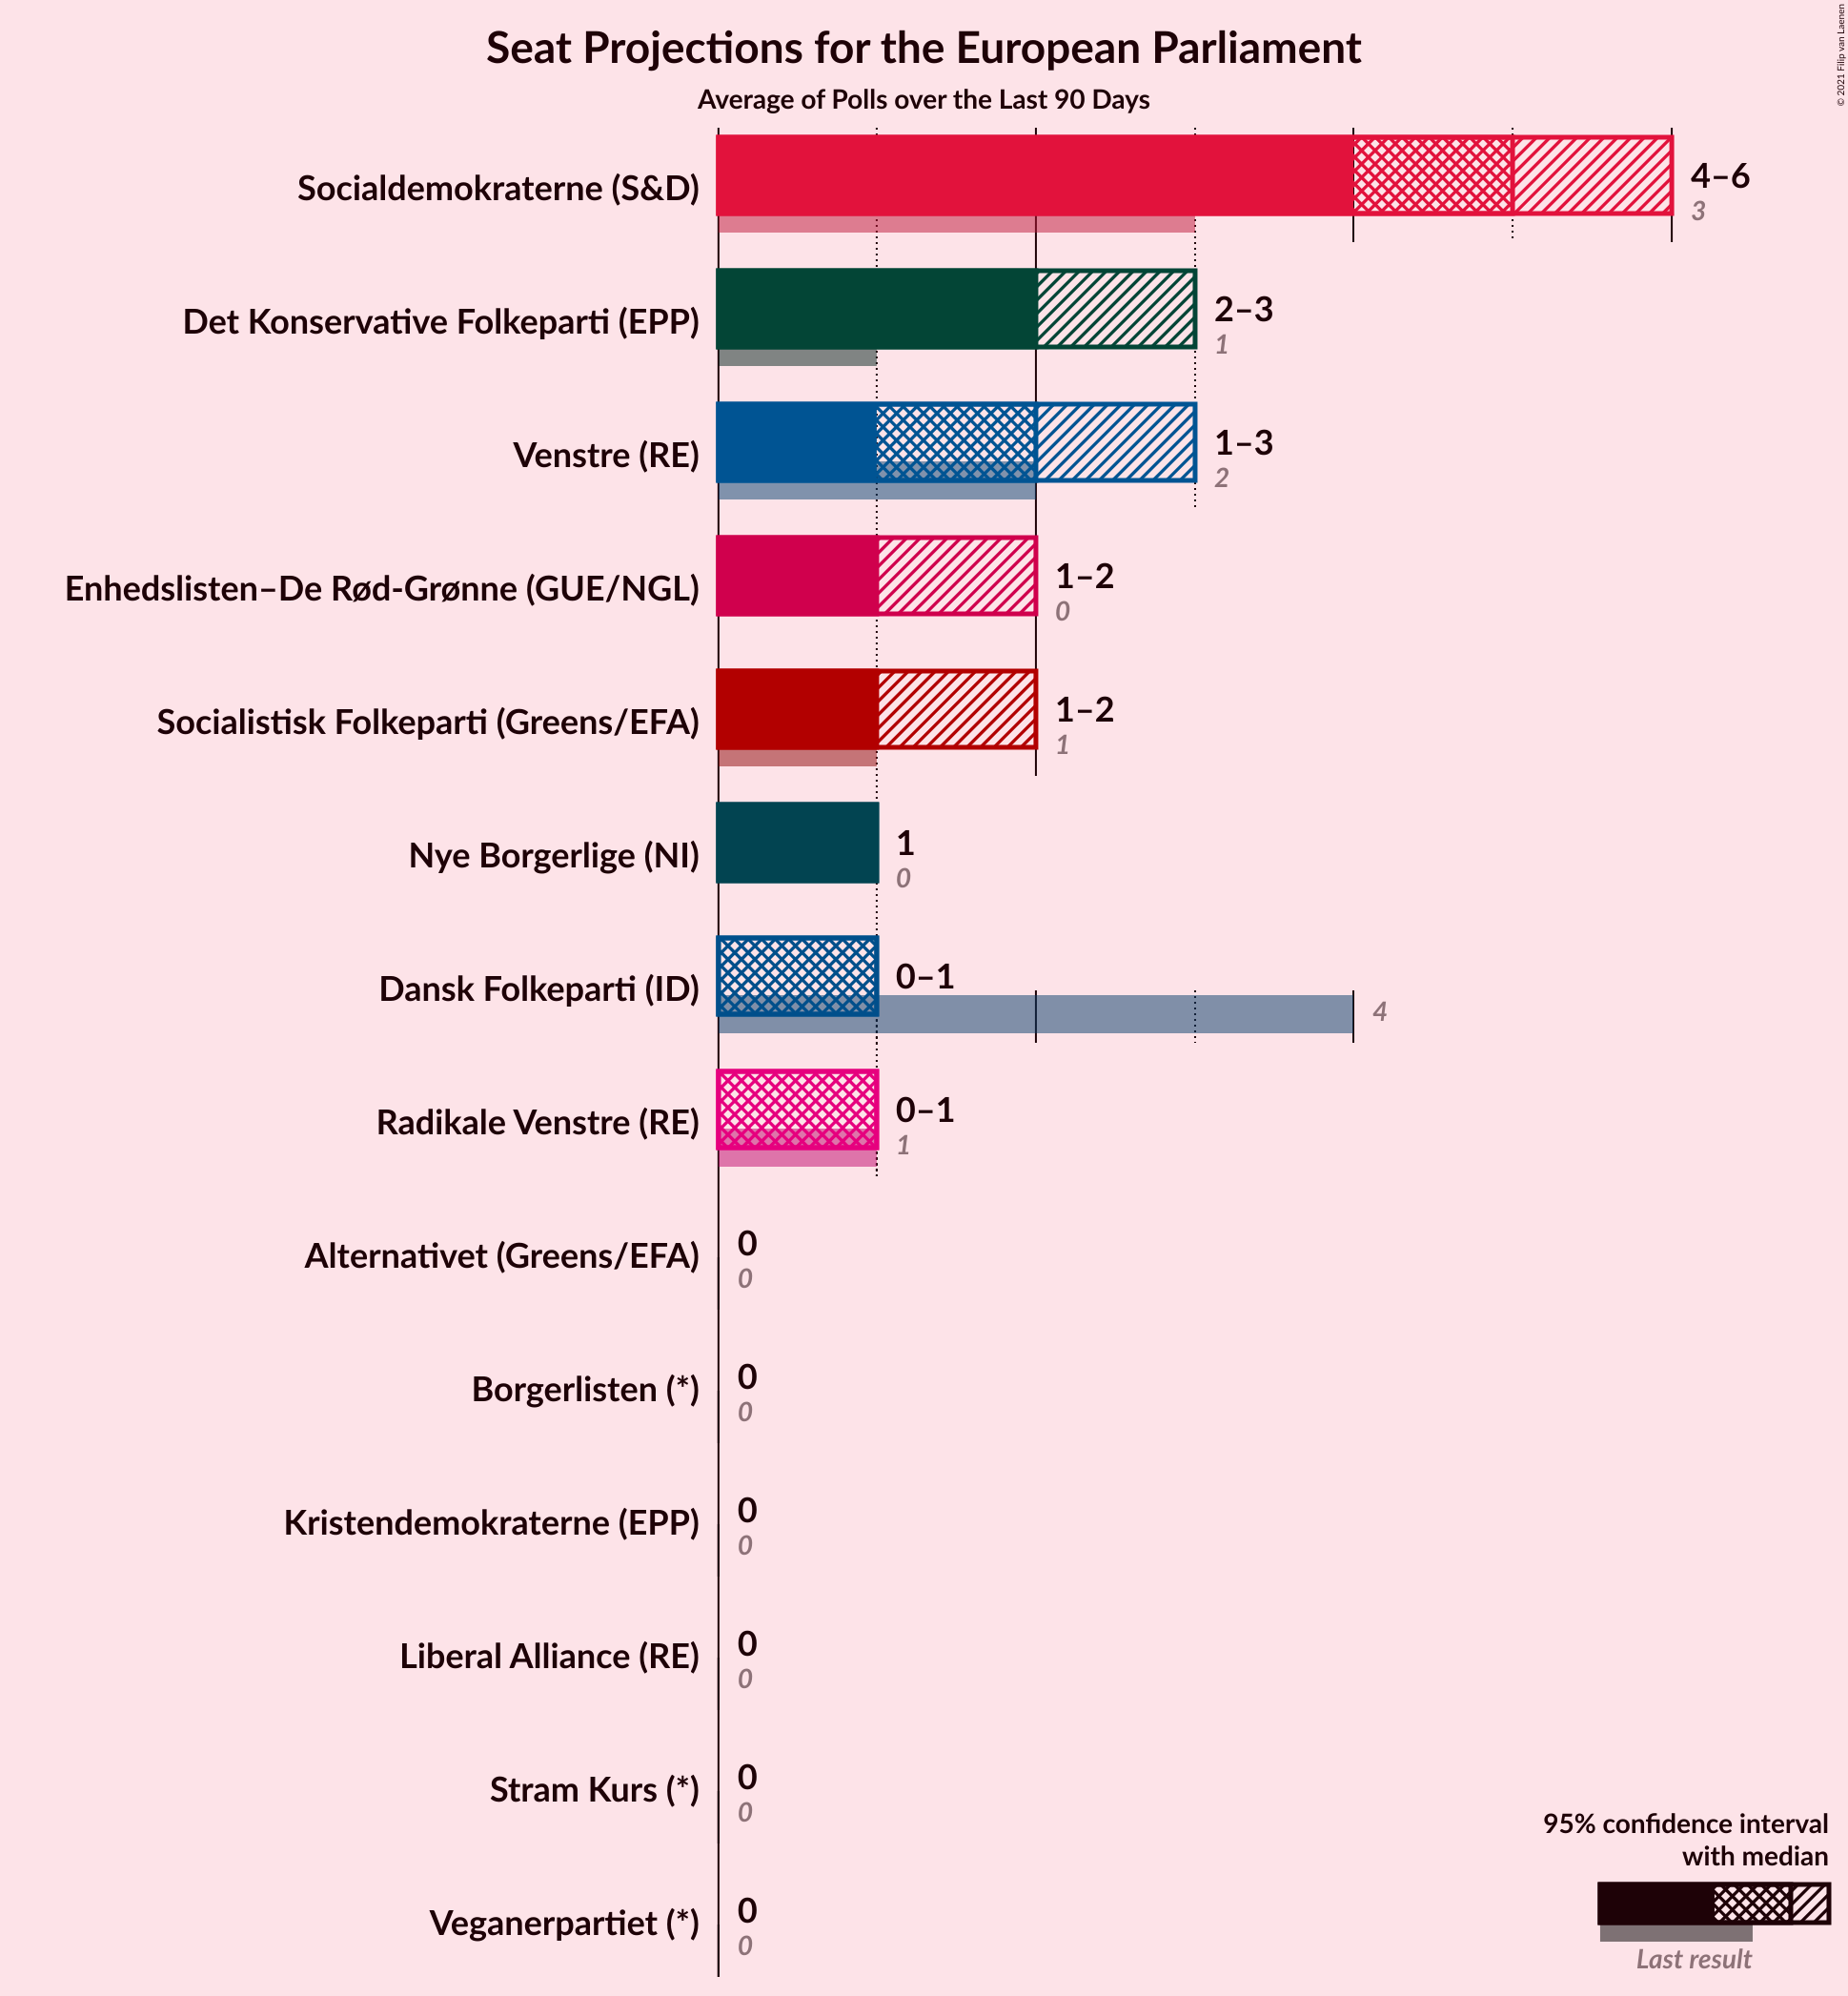 Seat Projections for the European Parliament
Average of Polls over the Last 90 Days
© 2021 Filip van Laenen
Socialdemokraterne (S&D)
4–6
3
Det Konservative Folkeparti (EPP)
2–3
1
Venstre (RE)
1–3
2
Enhedslisten–De Rød-Grønne (GUE/NGL)
1–2
0
Socialistisk Folkeparti (Greens/EFA)
1–2
1
Nye Borgerlige (NI)
1
0
Dansk Folkeparti (ID)
0–1
4
Radikale Venstre (RE)
0–1
1
Alternativet (Greens/EFA)
0
0
Borgerlisten (*)
0
0
Kristendemokraterne (EPP)
0
0
Liberal Alliance (RE)
0
0
Stram Kurs (*)
0
0
Veganerpartiet (*)
0
0
95% confidence interval
with median
Last result